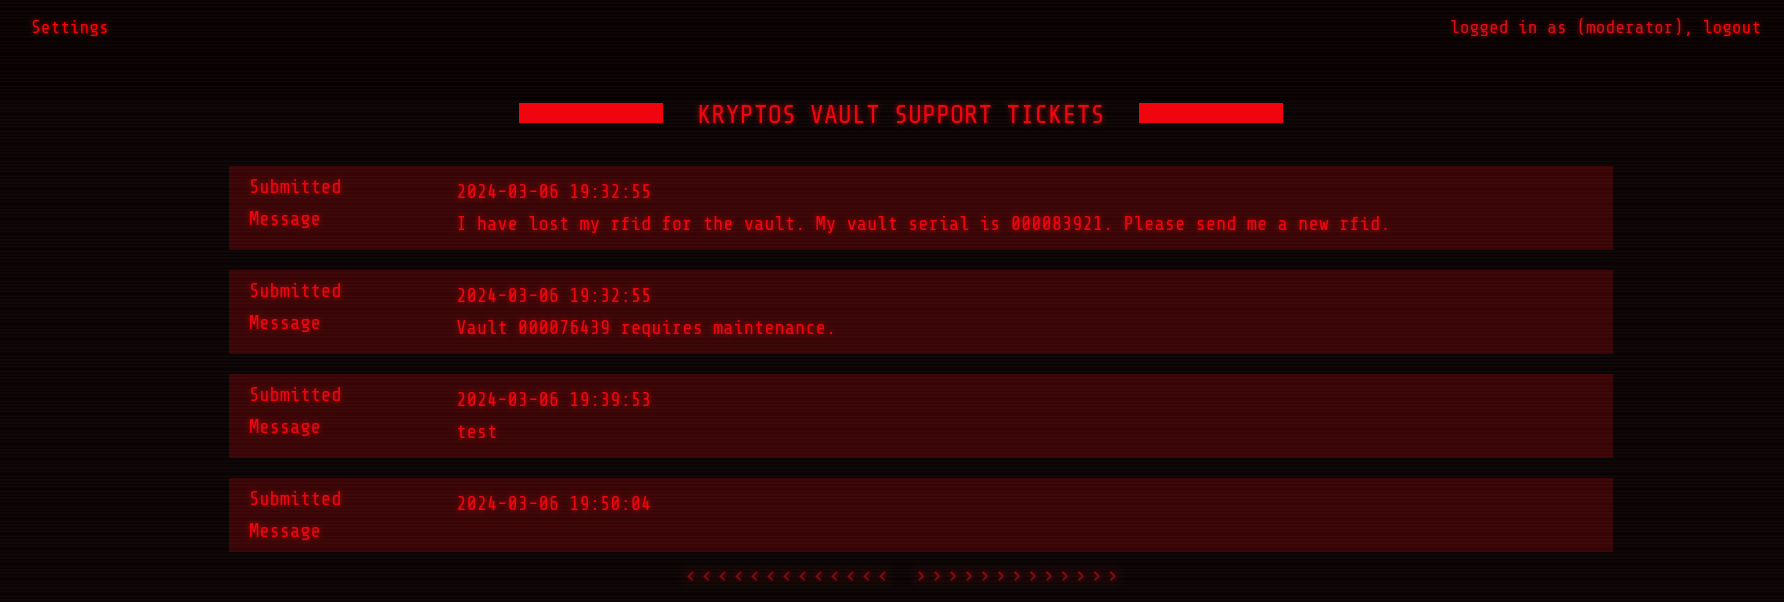 Settings
logged in as (moderator), logout
KRYPTOS VAULT SUPPORT TICKETS
Submitted 2024-03-06 19:32:55
Message I have lost my rfid for the vault. My vault serial is 000083921. Please send me a new rfid.
Submitted 2024-03-06 19:32:55
Message Vault 000076439 requires maintenance.
Submitted 2024-03-06 19:39:53
Message test
Submitted 2024-03-06 19:50:04
Message
‹ ‹ ‹ ‹ ‹ ‹ ‹ ‹ ‹ ‹ ‹ ‹ ‹ › › › › › › › › › › › › ›